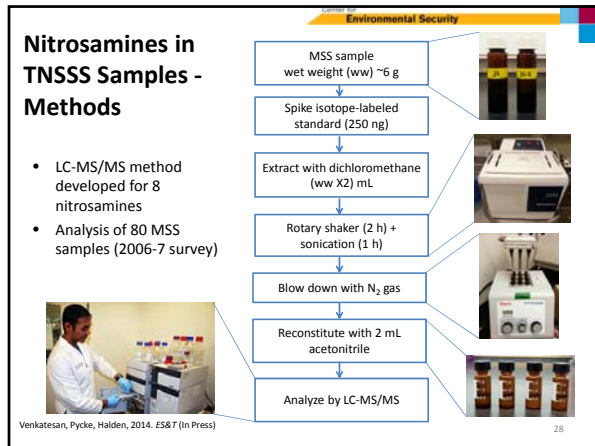 Center for
Environmental Security
Nitrosamines in
TNSSS Samples -
Methods
• LC-MS/MS method
developed for 8
nitrosamines
• Analysis of 80 MSS
samples (2006-7 survey)
MSS sample
wet weight (ww) ~6 g
Spike isotope-labeled
standard (250 ng)
Extract with dichloromethane
(ww X2) mL
Rotary shaker (2 h) +
sonication (1 h)
Blow down with N₂ gas
Reconstitute with 2 mL
acetonitrile
Analyze by LC-MS/MS
Venkatesan, Pycke, Halden, 2014. ES&T (In Press)
28